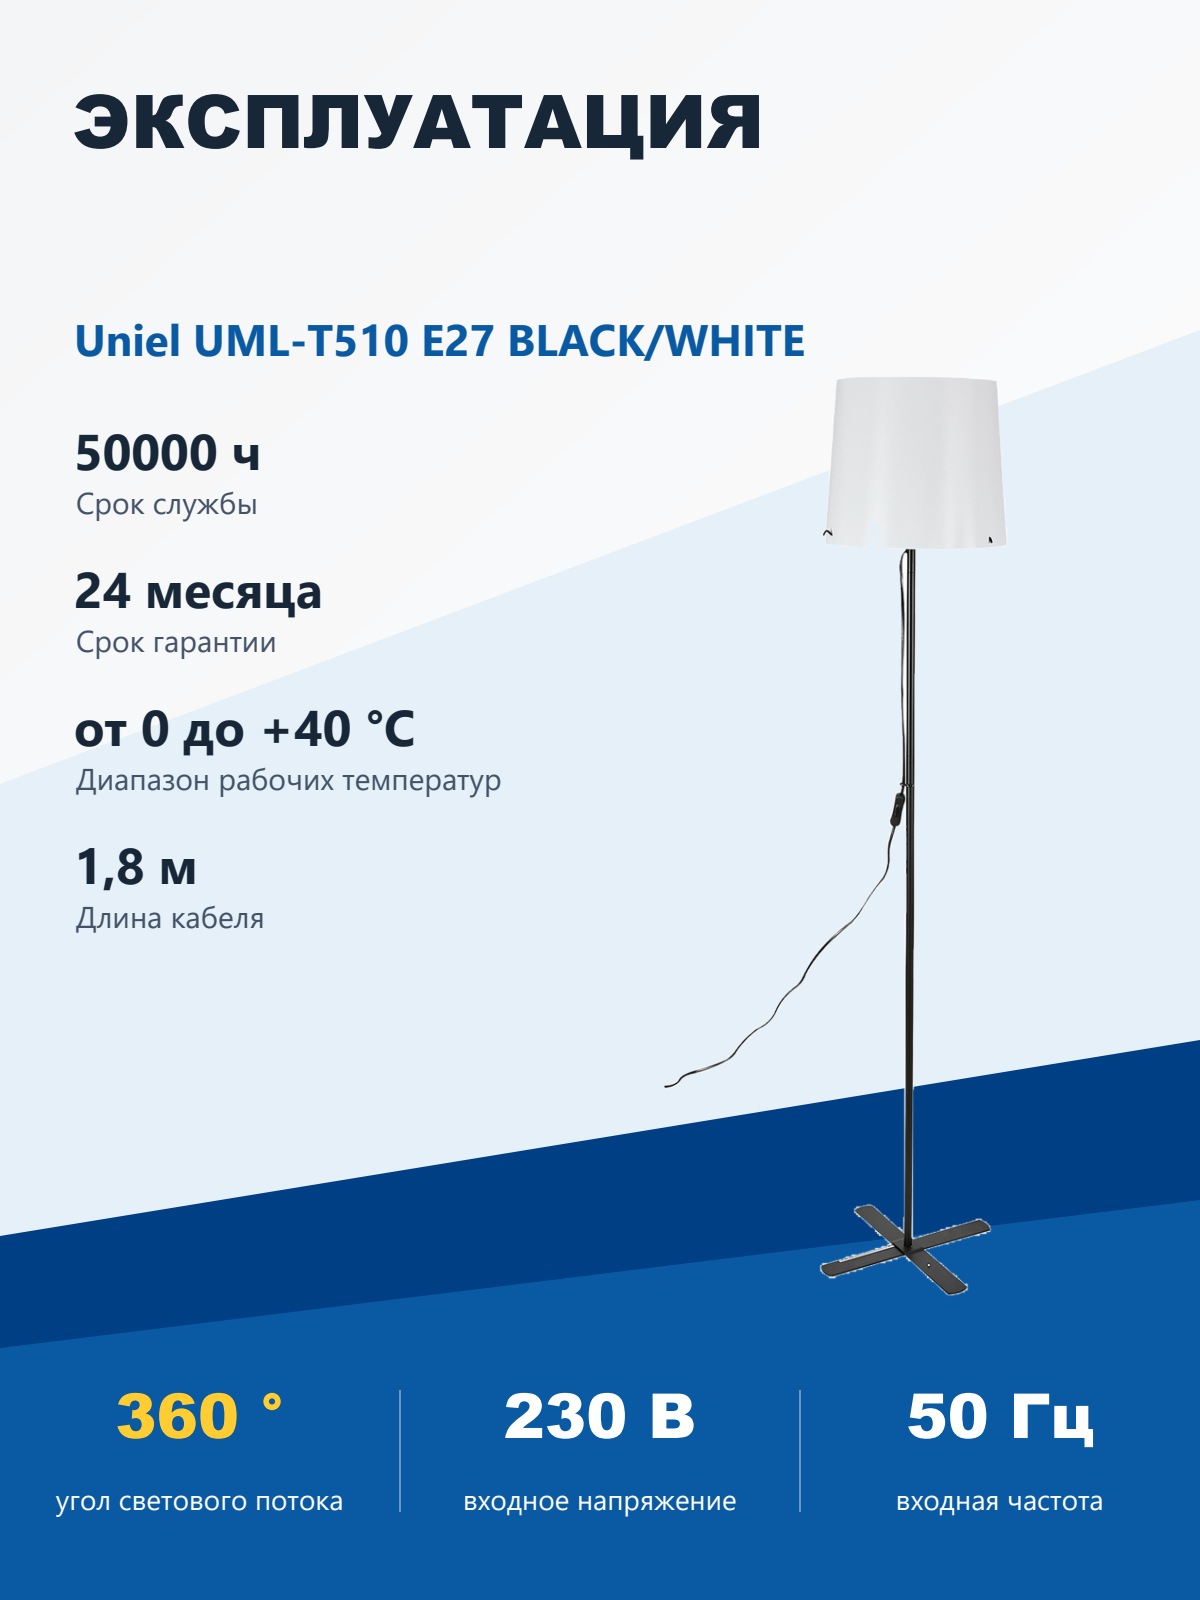 ЭКСПЛУАТАЦИЯ
Uniel UML-T510 E27 BLACK/WHITE
50000 ч
Срок службы
24 месяца
Срок гарантии
от 0 до +40 °C
Диапазон рабочих температур
1,8 м
Длина кабеля
360 °
угол светового потока
230 В
входное напряжение
50 Гц
входная частота